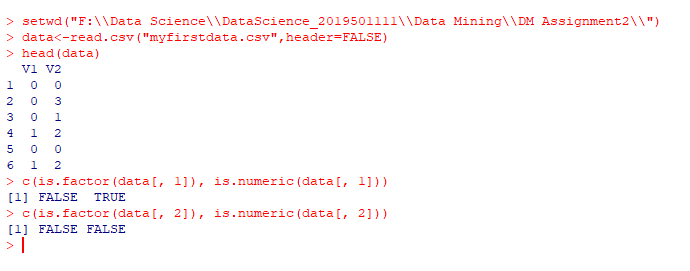 > setwd("F:\\Data Science\\DataScience_2019501111\\Data Mining\\DM Assignment2\\")
> data<-read.csv("myfirstdata.csv",header=FALSE)
> head(data)
  V1 V2
1  0  0
2  0  3
3  0  1
4  1  2
5  0  0
6  1  2
> c(is.factor(data[, 1]), is.numeric(data[, 1]))
[1] FALSE  TRUE
> c(is.factor(data[, 2]), is.numeric(data[, 2]))
[1] FALSE FALSE
>